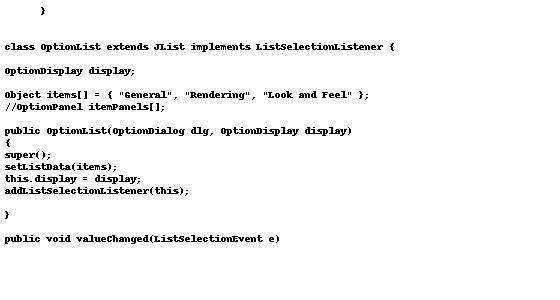 }
class OptionList extends JList implements ListSelectionListener {
OptionDisplay display;
Object items[] = { "General", "Rendering", "Look and Feel" };
//OptionPanel itemPanels[];
public OptionList(OptionDialog dlg, OptionDisplay display)
{
super();
setListData(items);
this.display = display;
addListSelectionListener(this);
}
public void valueChanged(ListSelectionEvent e)